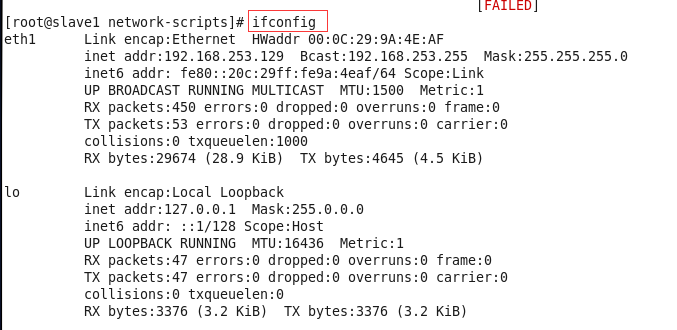 [FAILED]
[root@slave1 network-scripts]# ifconfig
eth1      Link encap:Ethernet  HWaddr 00:0C:29:9A:4E:AF
          inet addr:192.168.253.129  Bcast:192.168.253.255  Mask:255.255.255.0
          inet6 addr: fe80::20c:29ff:fe9a:4eaf/64 Scope:Link
          UP BROADCAST RUNNING MULTICAST  MTU:1500  Metric:1
          RX packets:450 errors:0 dropped:0 overruns:0 frame:0
          TX packets:53 errors:0 dropped:0 overruns:0 carrier:0
          collisions:0 txqueuelen:1000
          RX bytes:29674 (28.9 KiB)  TX bytes:4645 (4.5 KiB)
lo        Link encap:Local Loopback
          inet addr:127.0.0.1  Mask:255.0.0.0
          inet6 addr: ::1/128 Scope:Host
          UP LOOPBACK RUNNING  MTU:16436  Metric:1
          RX packets:47 errors:0 dropped:0 overruns:0 frame:0
          TX packets:47 errors:0 dropped:0 overruns:0 carrier:0
          collisions:0 txqueuelen:0
          RX bytes:3376 (3.2 KiB)  TX bytes:3376 (3.2 KiB)